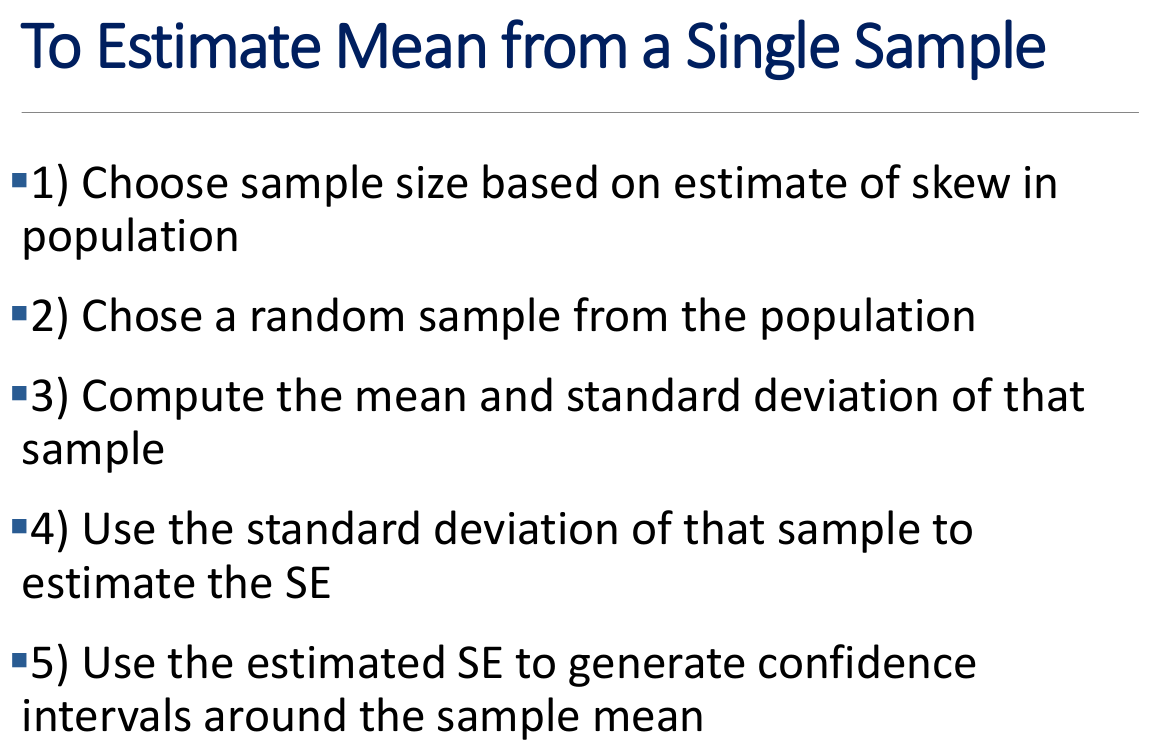 To Estimate Mean from a Single Sample
▪1) Choose sample size based on estimate of skew in
population
▪2) Chose a random sample from the population
▪3) Compute the mean and standard deviation of that
sample
▪4) Use the standard deviation of that sample to
estimate the SE
▪5) Use the estimated SE to generate confidence
intervals around the sample mean